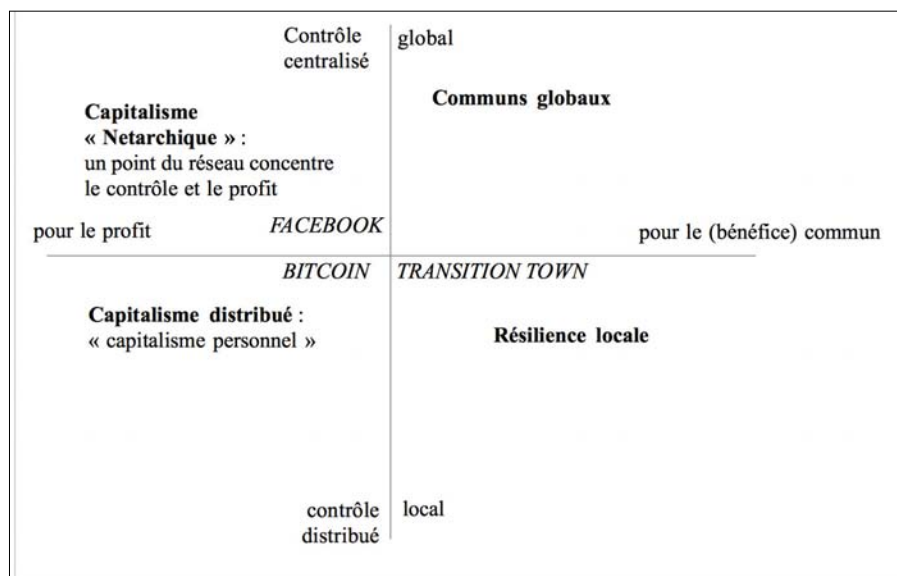 Contrôle
centralisé
global
Communs globaux
Capitalisme
« Netarchique » :
un point du réseau concentre
le contrôle et le profit
pour le profit
FACEBOOK
pour le (bénéfice) commun
BITCOIN
TRANSITION TOWN
Capitalisme distribué :
« capitalisme personnel »
Résilience locale
contrôle
distribué
local